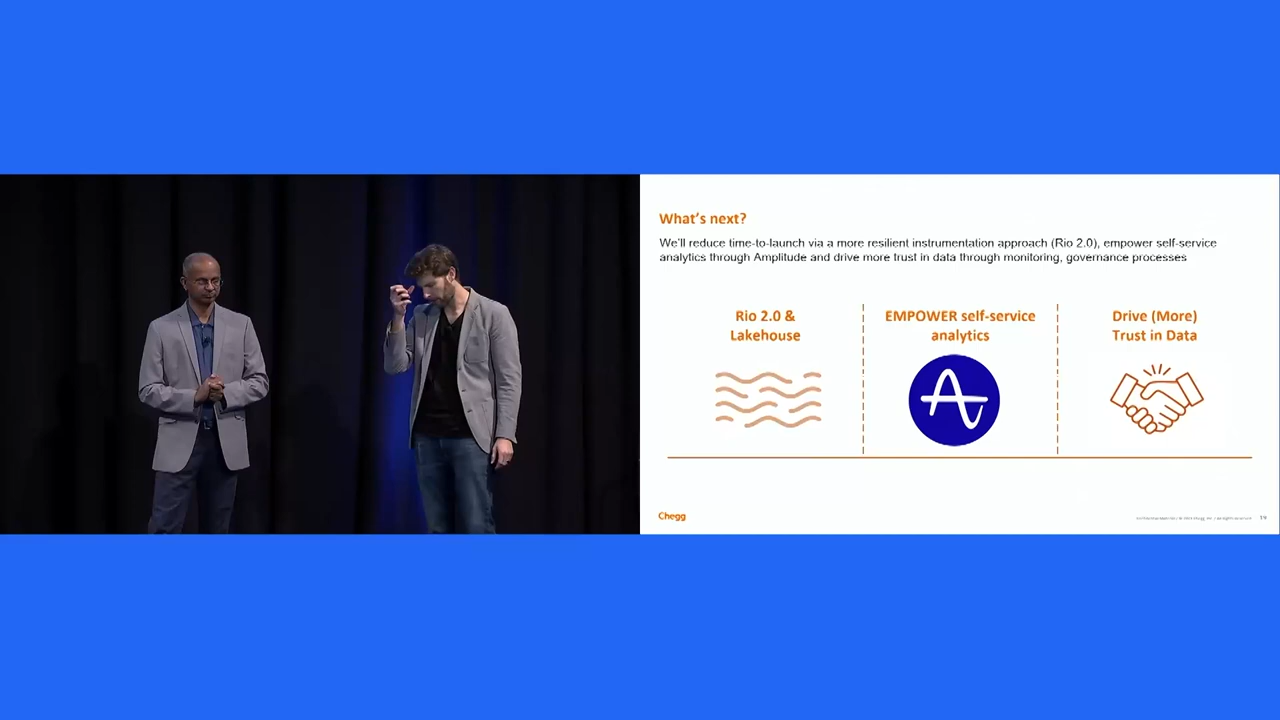 What's next?
We'll reduce time-to-launch via a more resilient instrumentation approach (Rio 2.0), empower self-service
analytics through Amplitude and drive more trust in data through monitoring, governance processes
Rio 2.0 &
Lakehouse
EMPOWER self-service
analytics
Drive (More)
Trust in Data
Chegg
19